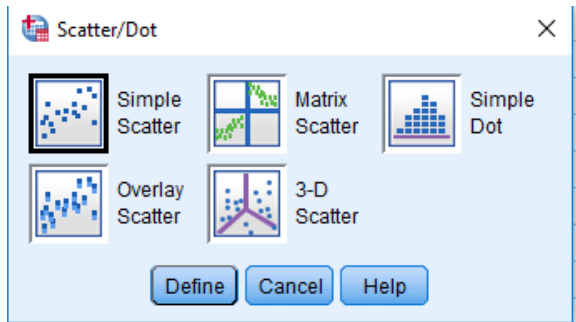 Scatter/Dot
Simple
Scatter
Matrix
Scatter
Simple
Dot
Overlay
Scatter
3-D
Scatter
Define
Cancel
Help